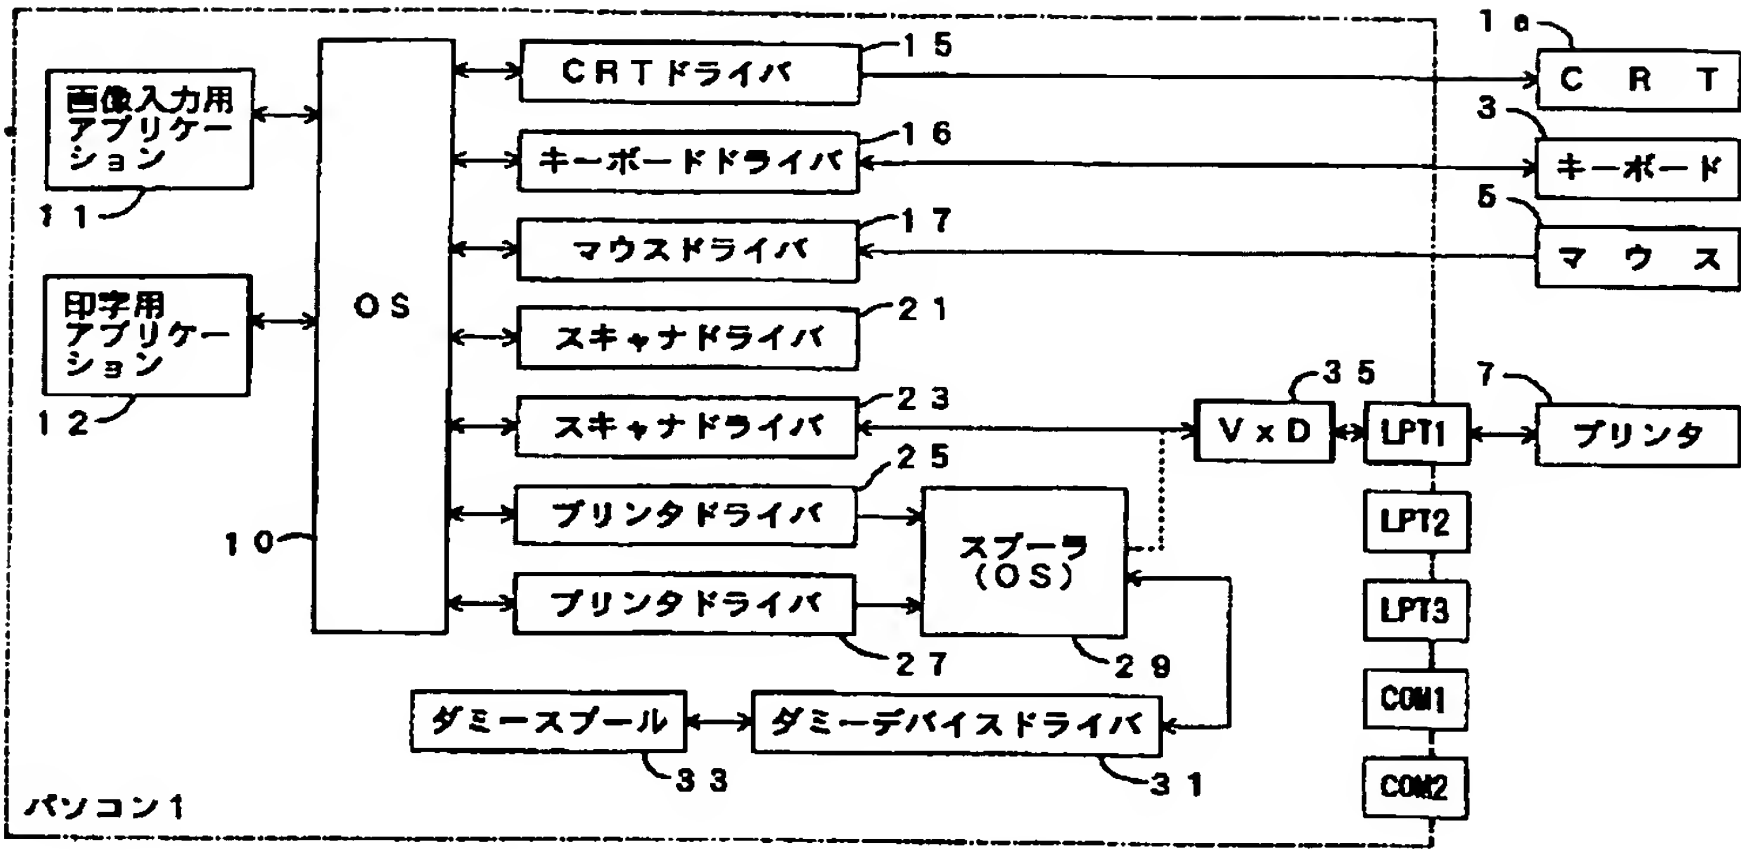 15
1a
CRTドライバ
C R T
画像入力用
アプリケー
ション
11
16
3
キーボードドライバ
キーボード
17
5
マウスドライバ
マ ウ ス
印字用
アプリケー
ション
12
OS
21
スキャナドライバ
23
35
7
スキャナドライバ
VxD
LPT1
プリンタ
25
プリンタドライバ
LPT2
10
スプーラ
(OS)
プリンタドライバ
LPT3
27
29
ダミースプール
ダミーデバイスドライバ
COM1
33
31
COM2
パソコン1